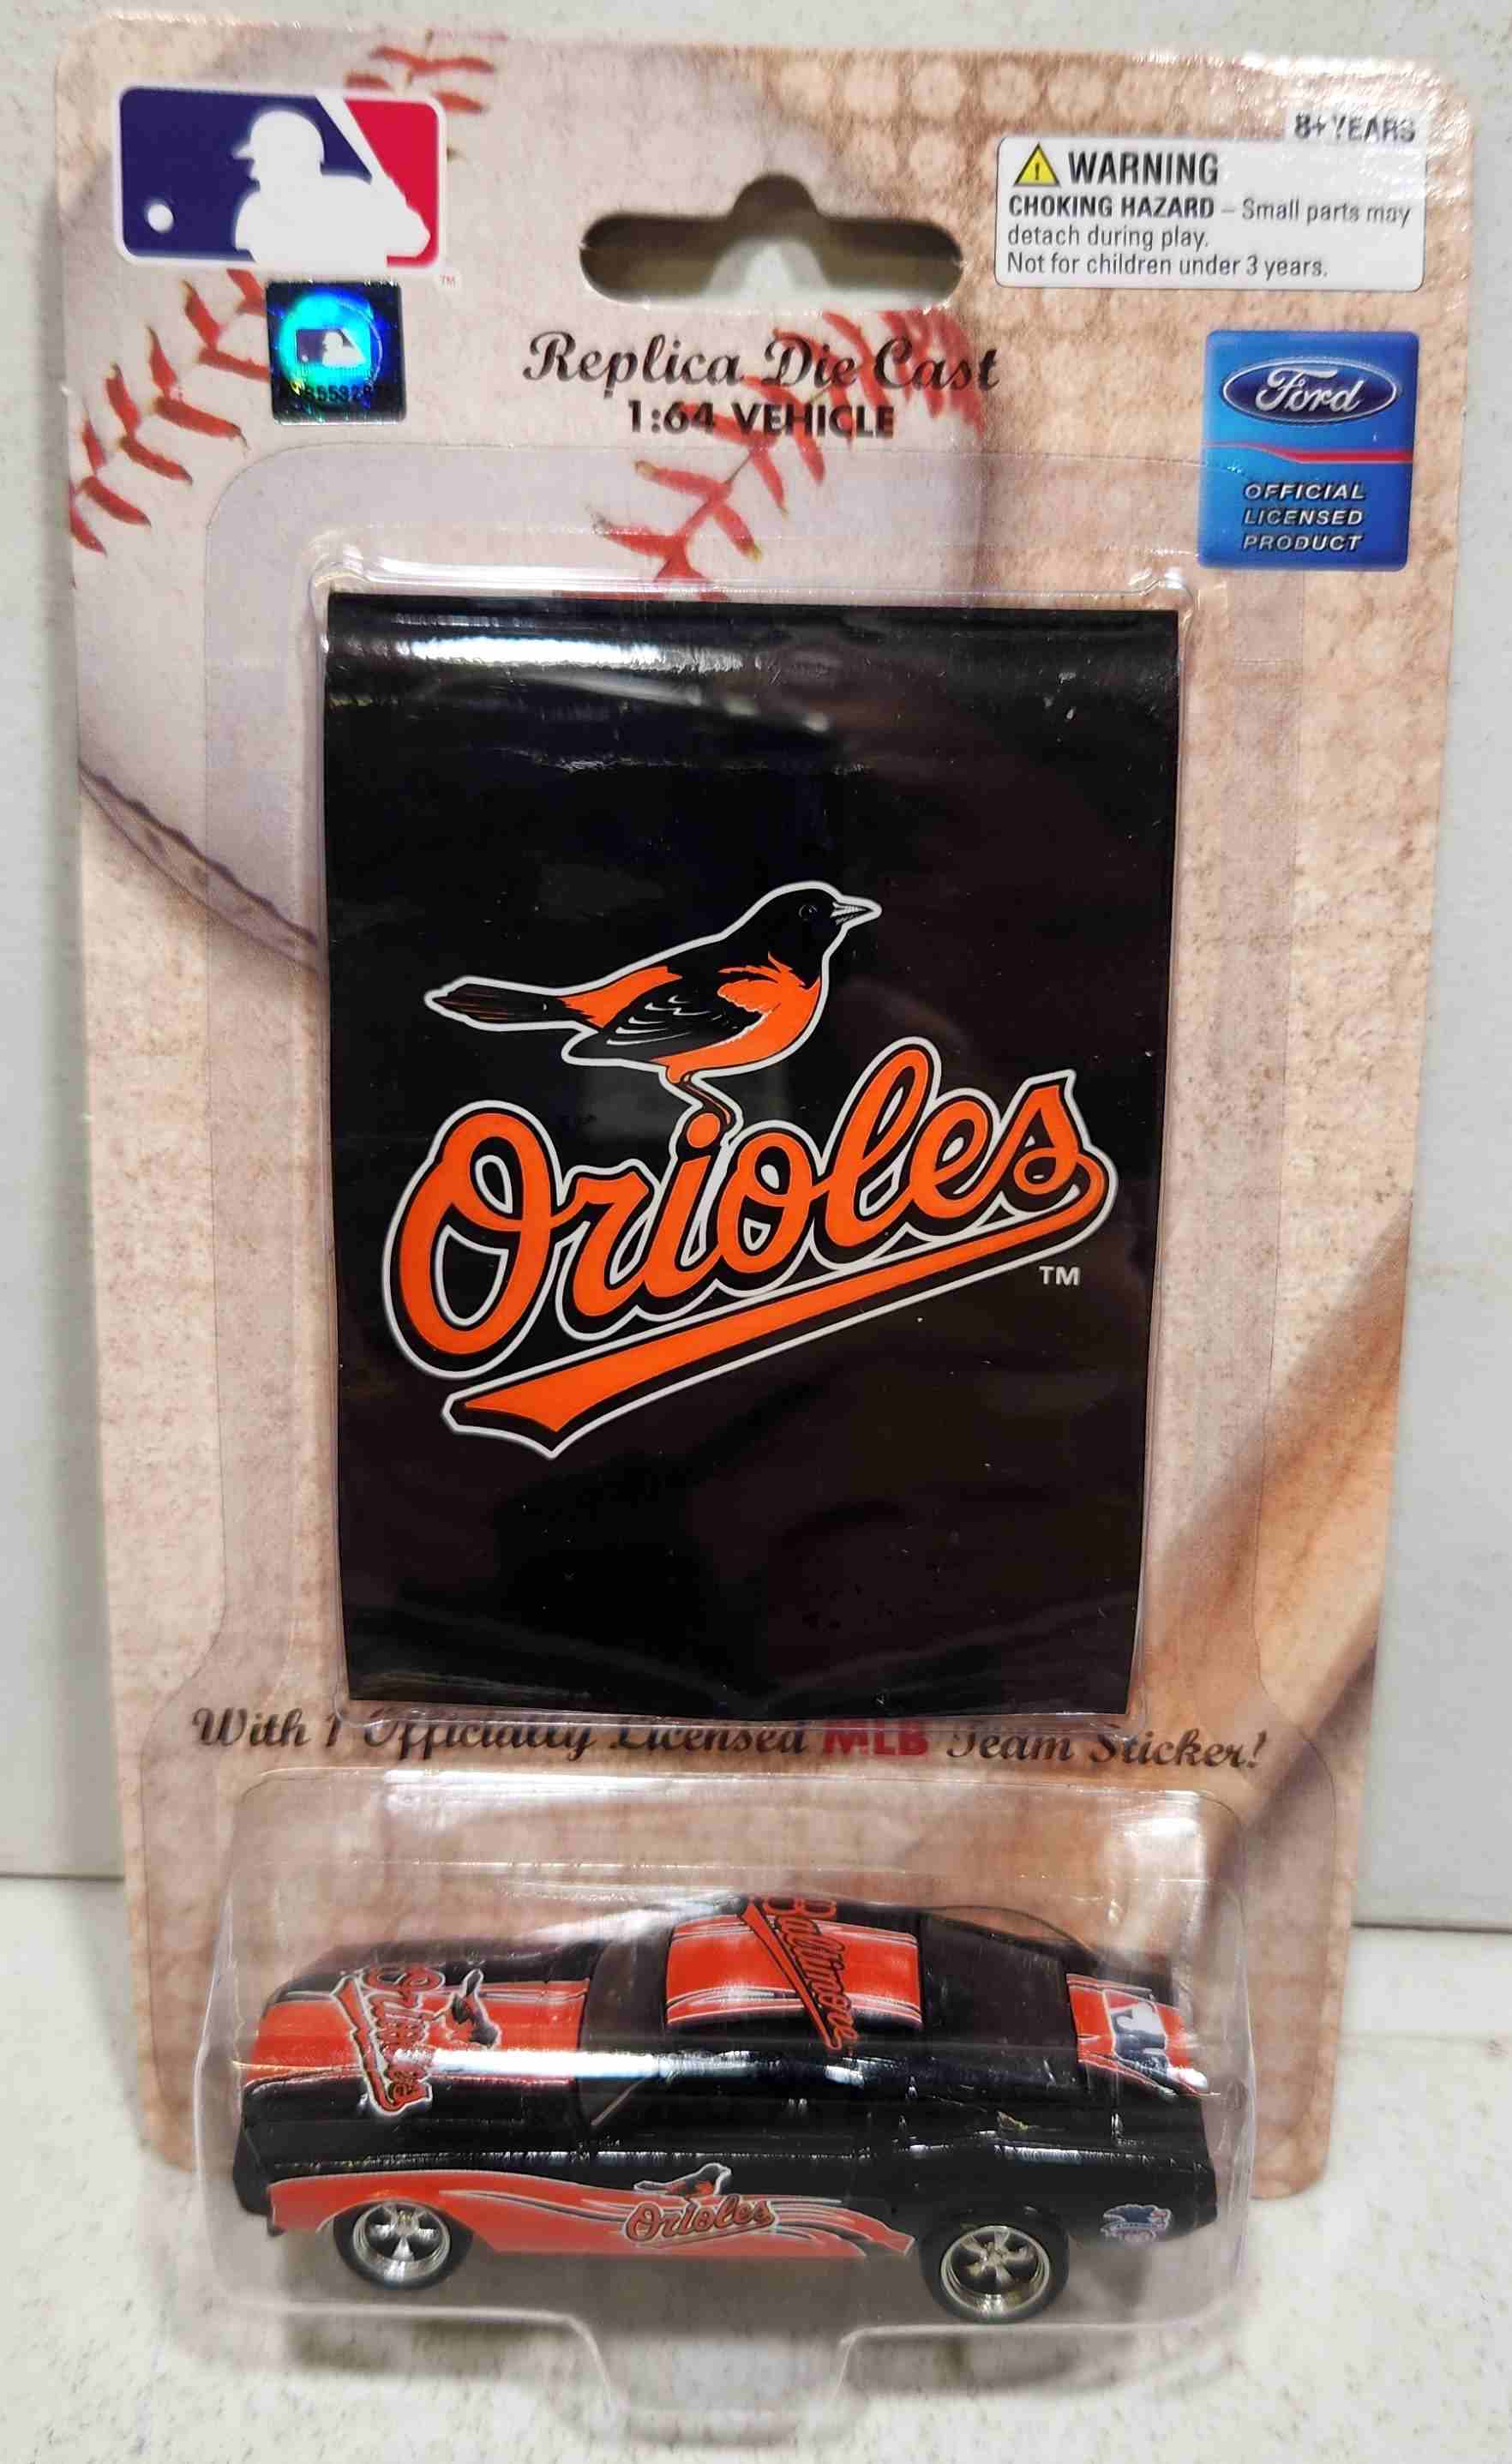 8+ YEARS
WARNING
CHOKING HAZARD – Small parts may
detach during play.
Not for children under 3 years.
TM
Replica Die Cast
1:64 VEHICLE
Ford
OFFICIAL
LICENSED
PRODUCT
Orioles
TM
With 1 Officially Licensed MLB Team Sticker!
Baltimore
Orioles
Orioles